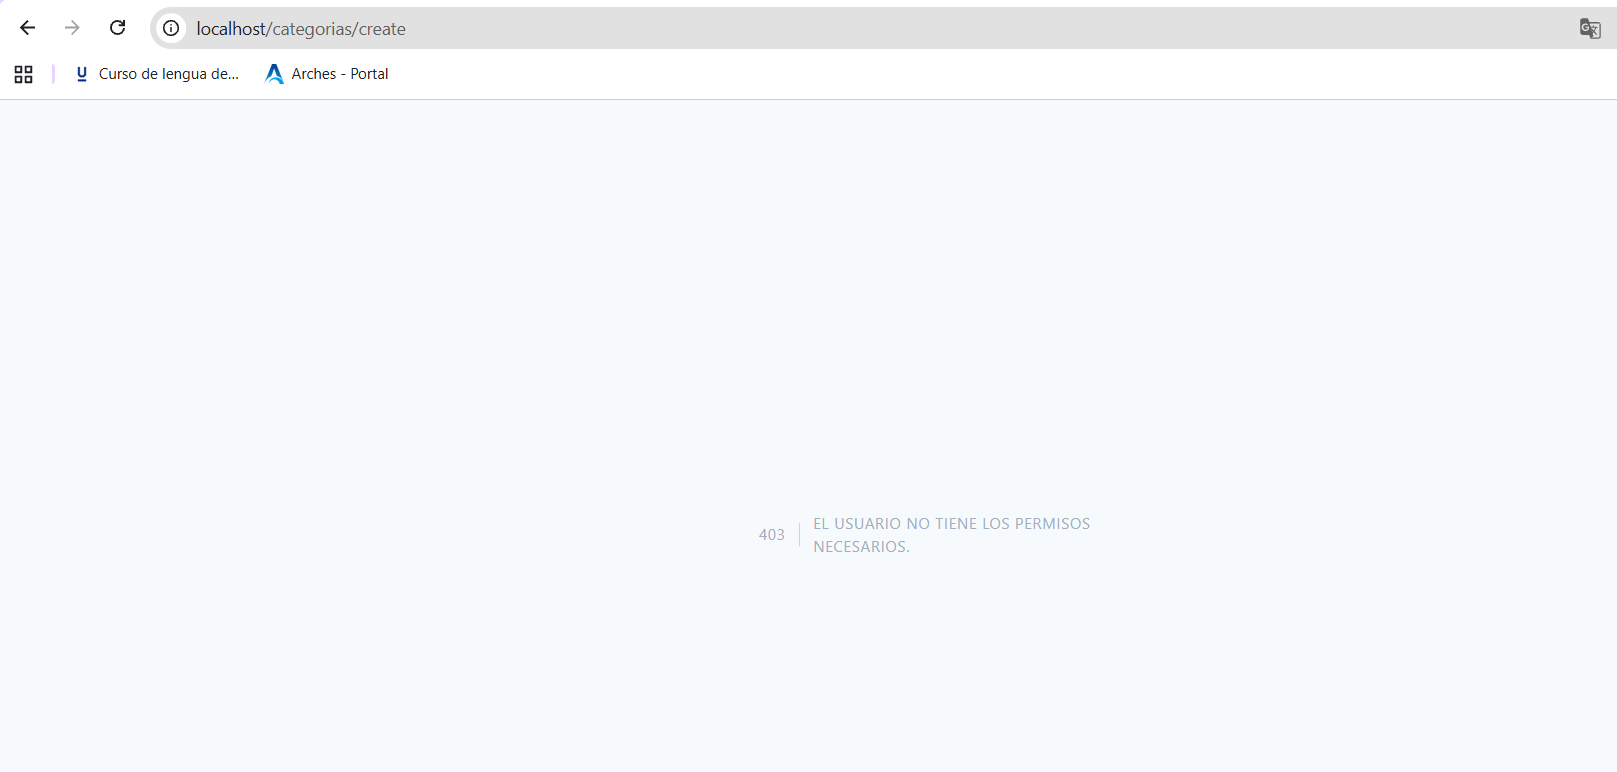 localhost/categorias/create
Curso de lengua de...
Arches - Portal
403
EL USUARIO NO TIENE LOS PERMISOS
NECESARIOS.